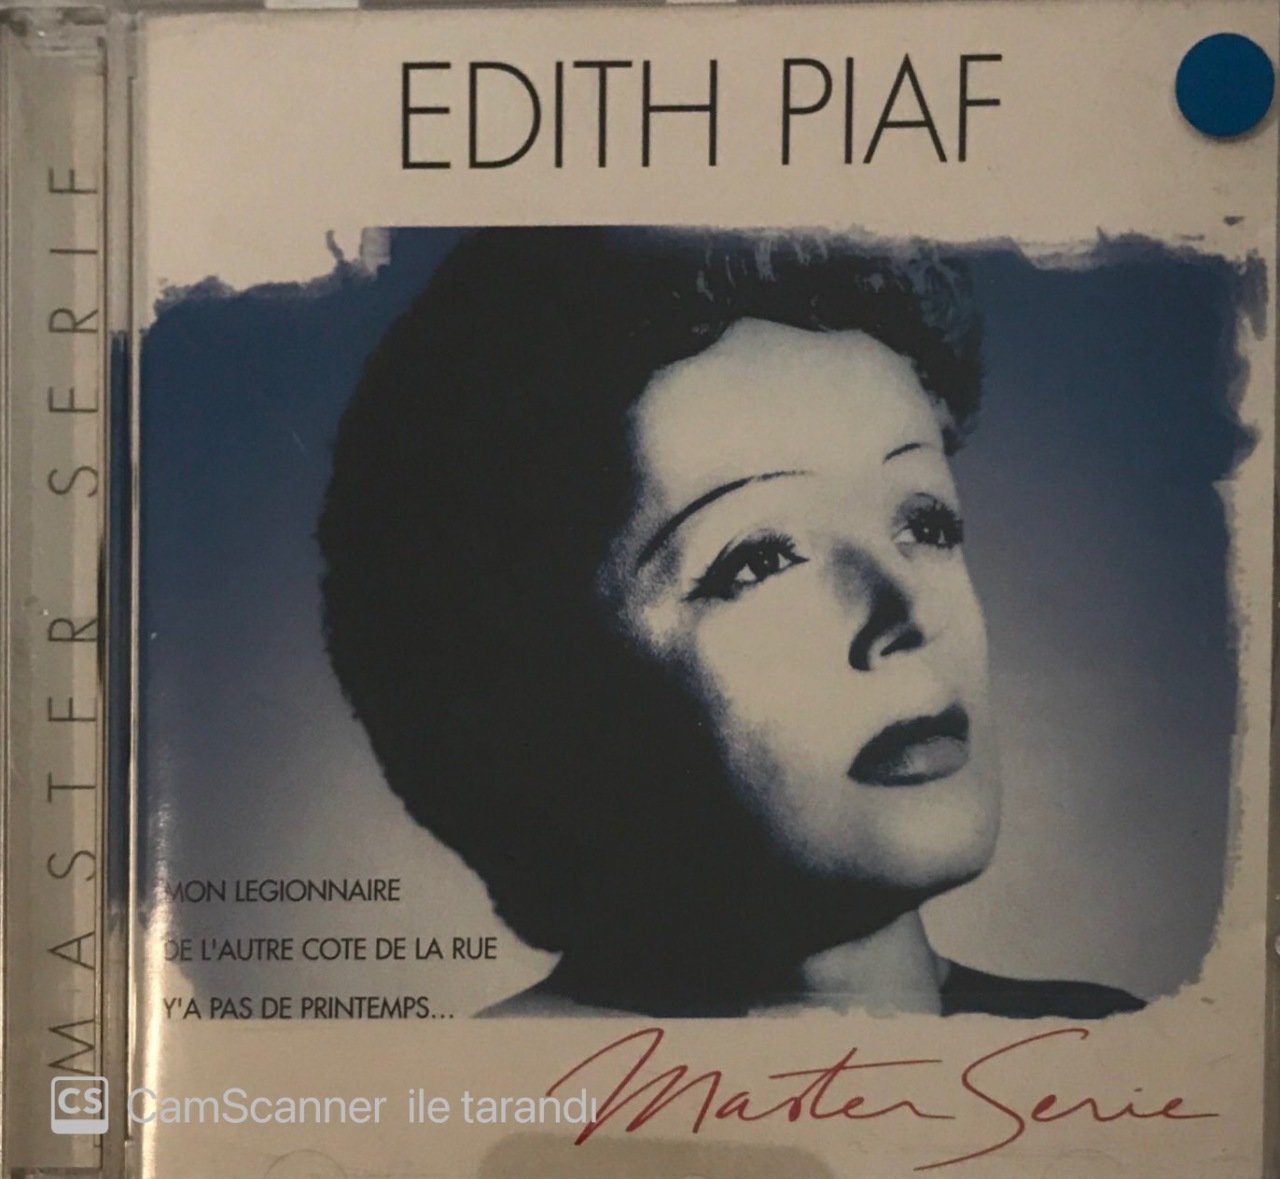 EDITH PIAF
MASTER SERIE
MON LEGIONNAIRE
DE L'AUTRE COTE DE LA RUE
Y'A PAS DE PRINTEMPS...
Master Serie
CS CamScanner ile tarandı